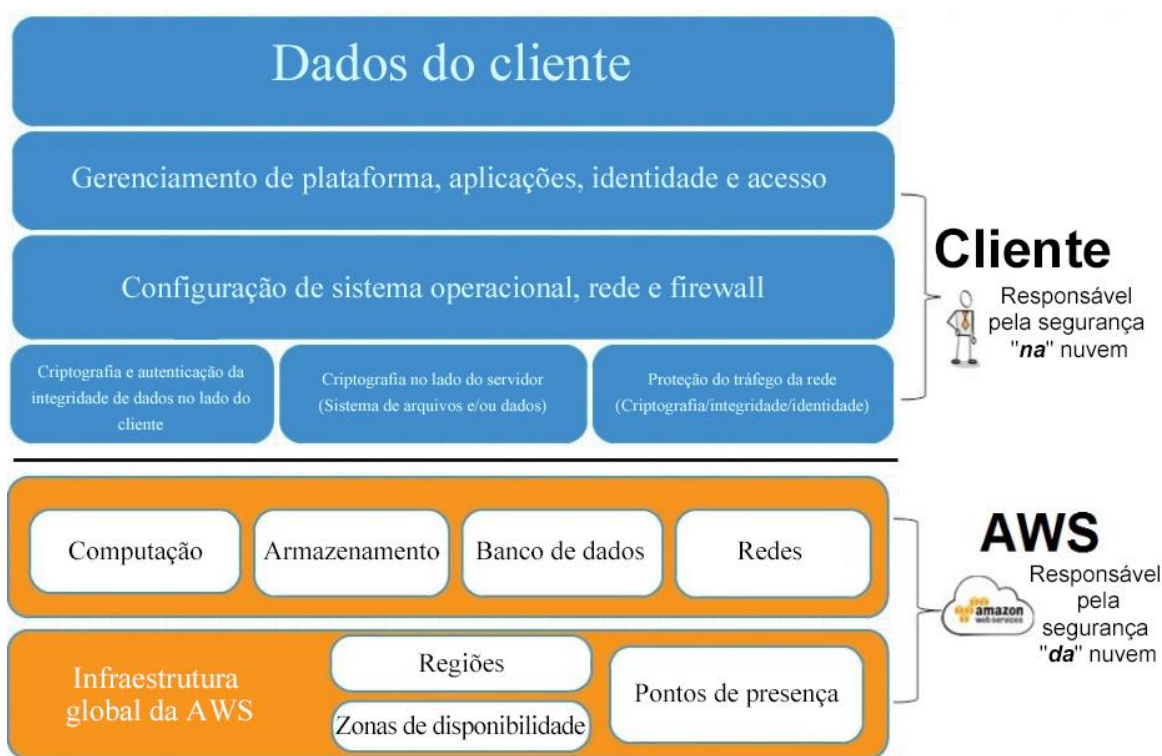 Dados do cliente
Gerenciamento de plataforma, aplicações, identidade e acesso
Configuração de sistema operacional, rede e firewall
Criptografia e autenticação da
integridade de dados no lado do
cliente
Criptografia no lado do servidor
(Sistema de arquivos e/ou dados)
Proteção do tráfego da rede
(Criptografia/integridade/identidade)
Cliente
Responsável
pela segurança
"na" nuvem
Computação
Armazenamento
Banco de dados
Redes
AWS
Responsável
pela
segurança
"da" nuvem
amazon
web services
Infraestrutura
global da AWS
Regiões
Zonas de disponibilidade
Pontos de presença